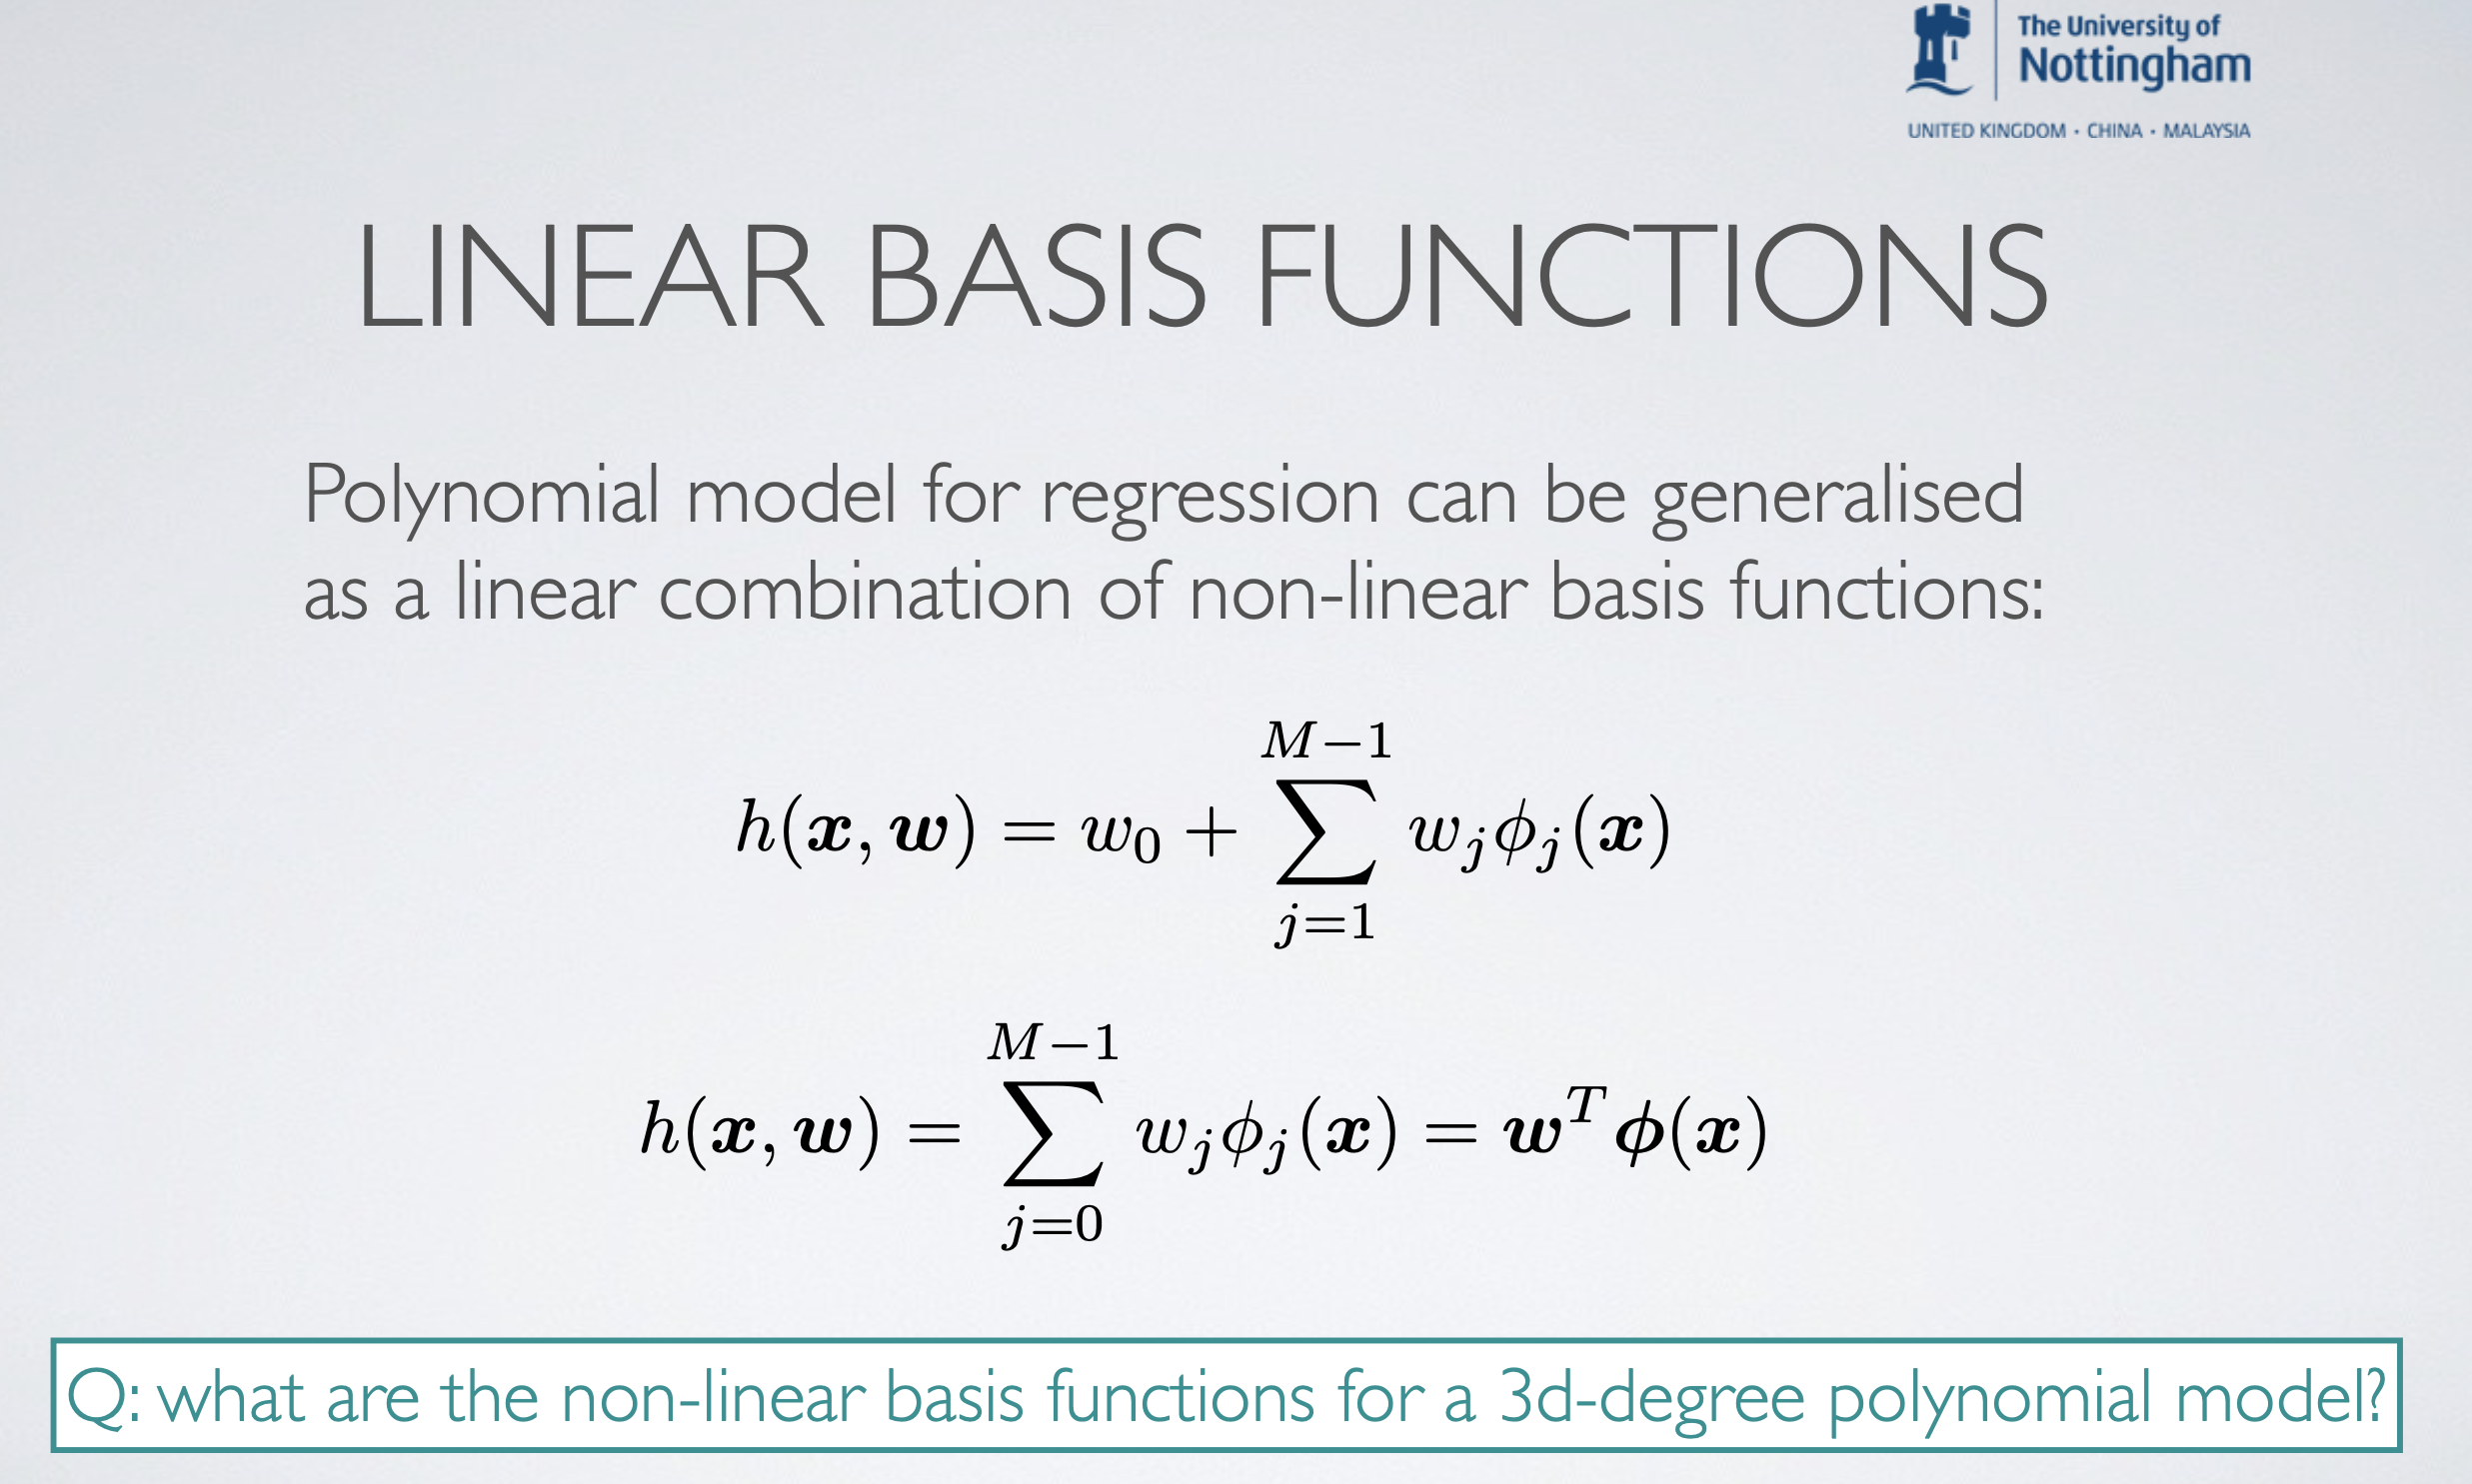 The University of
Nottingham
UNITED KINGDOM · CHINA · MALAYSIA
LINEAR BASIS FUNCTIONS
Polynomial model for regression can be generalised
as a linear combination of non-linear basis functions:
$h(\boldsymbol{x}, \boldsymbol{w}) = w_0 + \sum_{j=1}^{M-1} w_j \phi_j(\boldsymbol{x})$
$h(\boldsymbol{x}, \boldsymbol{w}) = \sum_{j=0}^{M-1} w_j \phi_j(\boldsymbol{x}) = \boldsymbol{w}^T \boldsymbol{\phi}(\boldsymbol{x})$
Q: what are the non-linear basis functions for a 3d-degree polynomial model?